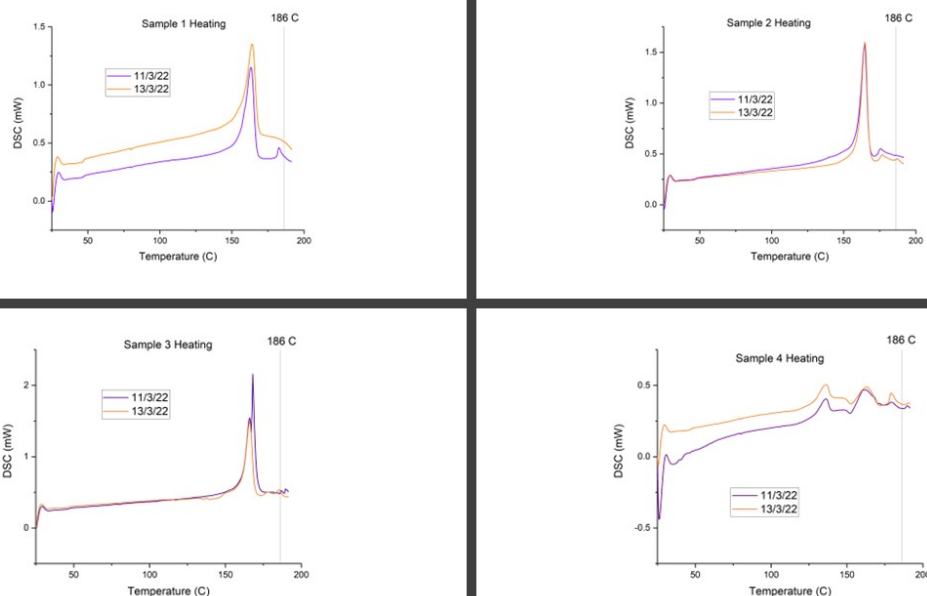 Sample 1 Heating
186 C
11/3/22
13/3/22
DSC (mW)
1.5
1.0
0.5
0.0
50
100
150
200
Temperature (C)
Sample 2 Heating
186 C
11/3/22
13/3/22
DSC (mW)
1.5
1.0
0.5
0.0
50
100
150
200
Temperature (C)
Sample 3 Heating
186 C
11/3/22
13/3/22
DSC (mW)
2
1
0
50
100
150
200
Temperature (C)
Sample 4 Heating
186 C
11/3/22
13/3/22
DSC (mW)
0.5
0.0
-0.5
50
100
150
200
Temperature (C)